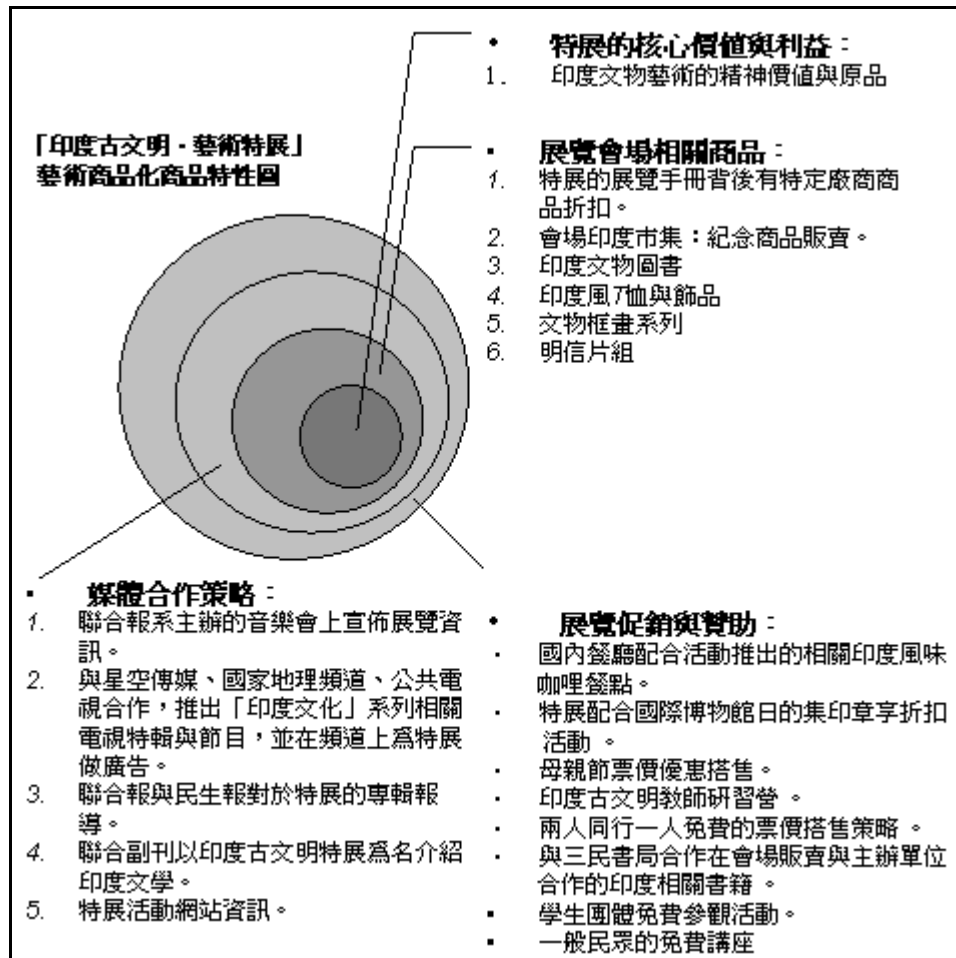 • 特展的核心價值與利益：
1. 印度文物藝術的精神價值與原品
「印度古文明‧藝術特展」
藝術商品化商品特性圖
• 展覽會場相關商品：
1. 特展的展覽手冊背後有特定廠商商
品折扣。
2. 會場印度市集：紀念商品販賣。
3. 印度文物圖書
4. 印度風T恤與飾品
5. 文物框畫系列
6. 明信片組
• 媒體合作策略：
1. 聯合報系主辦的音樂會上宣佈展覽資
訊。
2. 與星空傳媒、國家地理頻道、公共電
視合作，推出「印度文化」系列相關
電視特輯與節目，並在頻道上爲特展
做廣告。
3. 聯合報與民生報對於特展的專輯報
導。
4. 聯合副刊以印度古文明特展爲名介紹
印度文學。
5. 特展活動網站資訊。
• 展覽促銷與贊助：
· 國內餐廳配合活動推出的相關印度風味
咖哩餐點。
· 特展配合國際博物館日的集印章享折扣
活動 。
· 母親節票價優惠搭售。
· 印度古文明教師研習營 。
· 兩人同行一人免費的票價搭售策略 。
· 與三民書局合作在會場販賣與主辦單位
合作的印度相關書籍 。
• 學生團體免費參觀活動。
• 一般民眾的免費講座